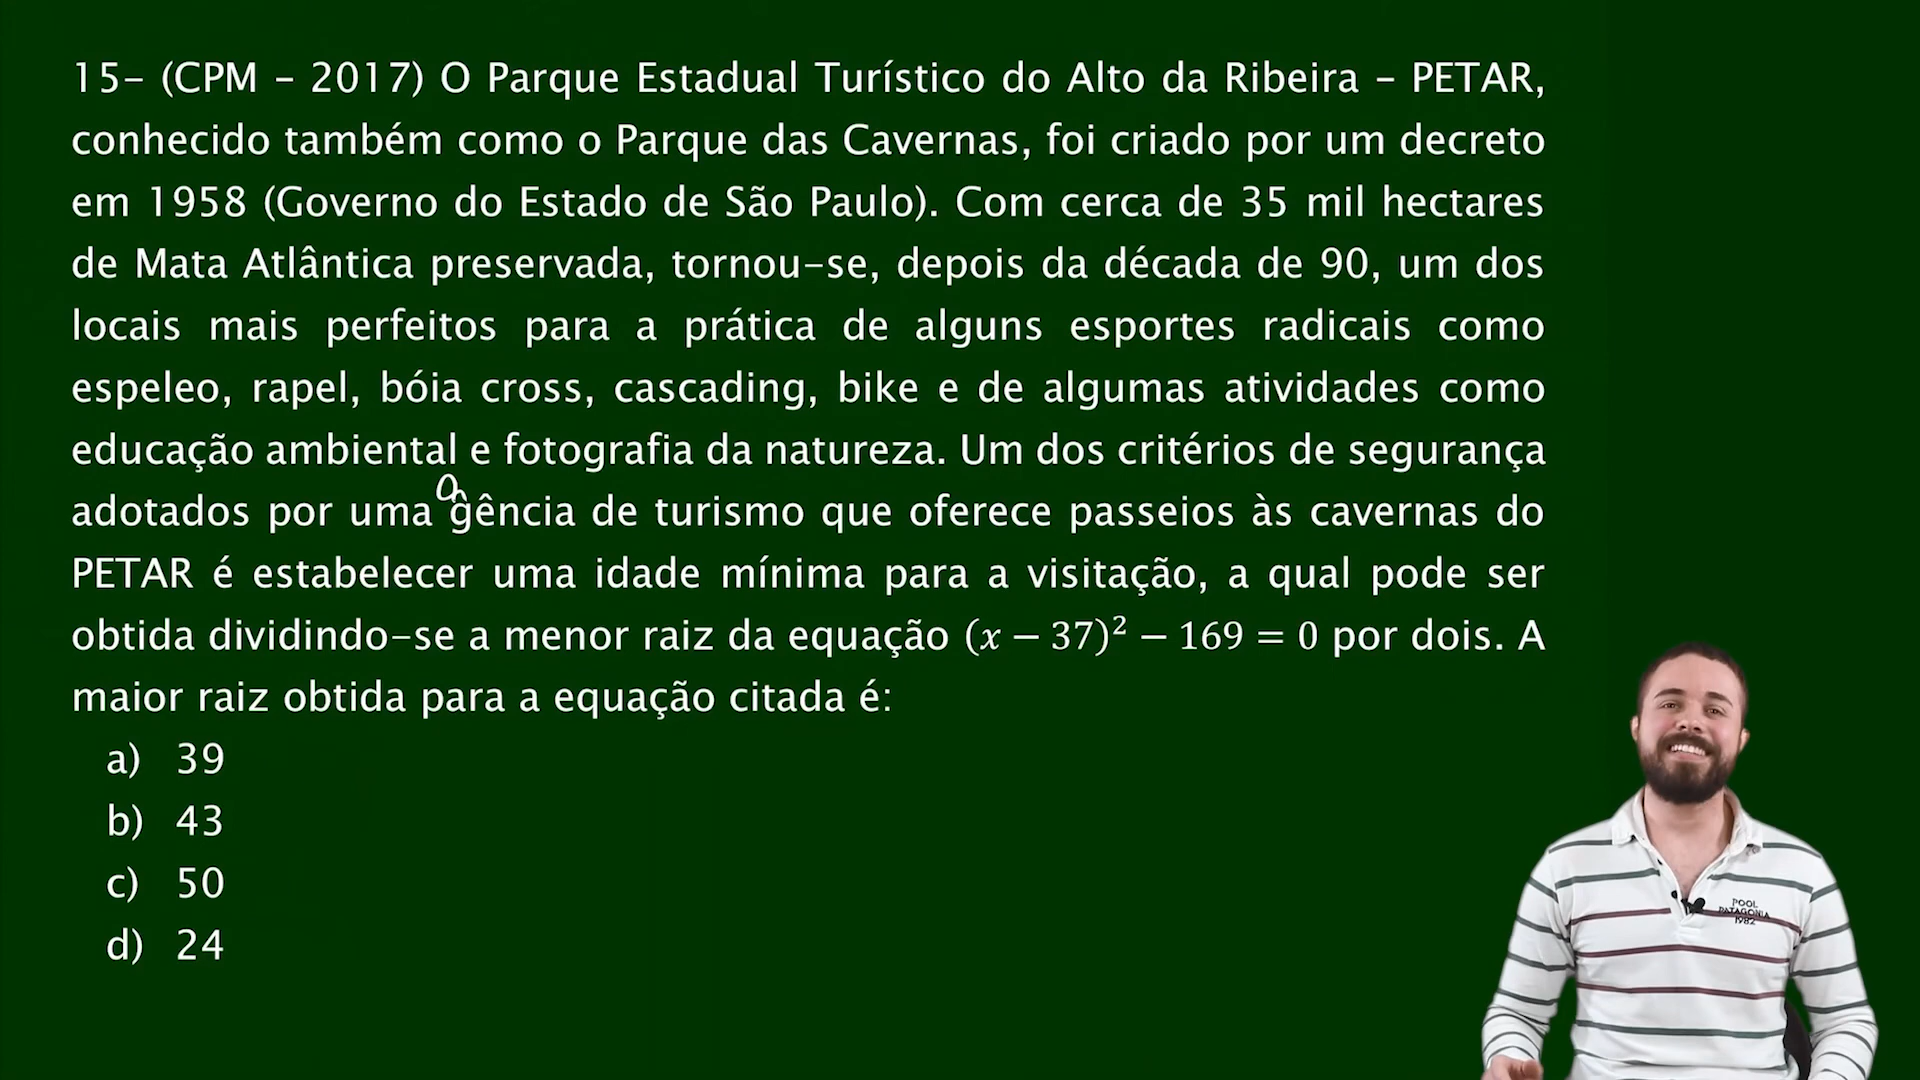 15- (CPM - 2017) O Parque Estadual Turístico do Alto da Ribeira - PETAR,
conhecido também como o Parque das Cavernas, foi criado por um decreto
em 1958 (Governo do Estado de São Paulo). Com cerca de 35 mil hectares
de Mata Atlântica preservada, tornou-se, depois da década de 90, um dos
locais mais perfeitos para a prática de alguns esportes radicais como
espeleo, rapel, bóia cross, cascading, bike e de algumas atividades como
educação ambiental e fotografia da natureza. Um dos critérios de segurança
adotados por uma agência de turismo que oferece passeios às cavernas do
PETAR é estabelecer uma idade mínima para a visitação, a qual pode ser
obtida dividindo-se a menor raiz da equação (x − 37)² − 169 = 0 por dois. A
maior raiz obtida para a equação citada é:
a) 39
b) 43
c) 50
d) 24
POOL
PATAGONIA
1982